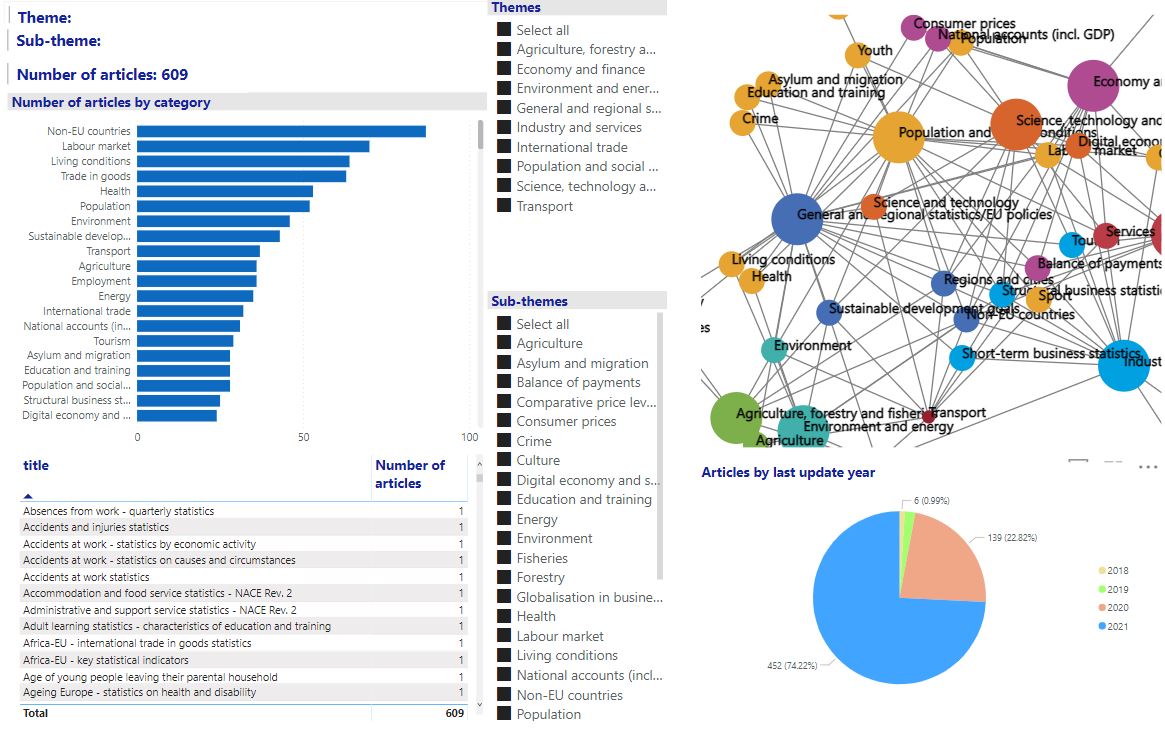 Theme:
Sub-theme:
Number of articles: 609
Number of articles by category
Non-EU countries
Labour market
Living conditions
Trade in goods
Health
Population
Environment
Sustainable develop...
Transport
Agriculture
Employment
Energy
International trade
National accounts (in...
Tourism
Asylum and migration
Education and training
Population and social...
Structural business st...
Digital economy and ...
0
50
100
title
Number of
articles
Absences from work - quarterly statistics 1
Accidents and injuries statistics 1
Accidents at work - statistics by economic activity 1
Accidents at work - statistics on causes and circumstances 1
Accidents at work statistics 1
Accommodation and food service statistics - NACE Rev. 2 1
Administrative and support service statistics - NACE Rev. 2 1
Adult learning statistics - characteristics of education and training 1
Africa-EU - international trade in goods statistics 1
Africa-EU - key statistical indicators 1
Age of young people leaving their parental household 1
Ageing Europe - statistics on health and disability 1
Total 609
Themes
Select all
Agriculture, forestry a...
Economy and finance
Environment and ener...
General and regional s...
Industry and services
International trade
Population and social ...
Science, technology a...
Transport
Sub-themes
Select all
Agriculture
Asylum and migration
Balance of payments
Comparative price lev...
Consumer prices
Crime
Culture
Digital economy and s...
Education and training
Energy
Environment
Fisheries
Forestry
Globalisation in busine...
Health
Labour market
Living conditions
National accounts (incl...
Non-EU countries
Population
Consumer prices
National accounts (incl. GDP)
Population
Youth
Asylum and migration
Education and training
Crime
Economy a
Science, technology and
Population and
onditions
Digital econo
Lab
market
Science and technology
General and regional statistics/EU policies
Services
Tou
Living conditions
Health
Balance of payments
Regions and cities
Structural business statisti
Sport
Sustainable development goals
Non-EU countries
es
Environment
Short-term business statistics
Indust
Agriculture, forestry and fisheri
Transport
Environment and energy
Agriculture
Articles by last update year
6 (0.99%)
139 (22.82%)
452 (74.22%)
2018
2019
2020
2021